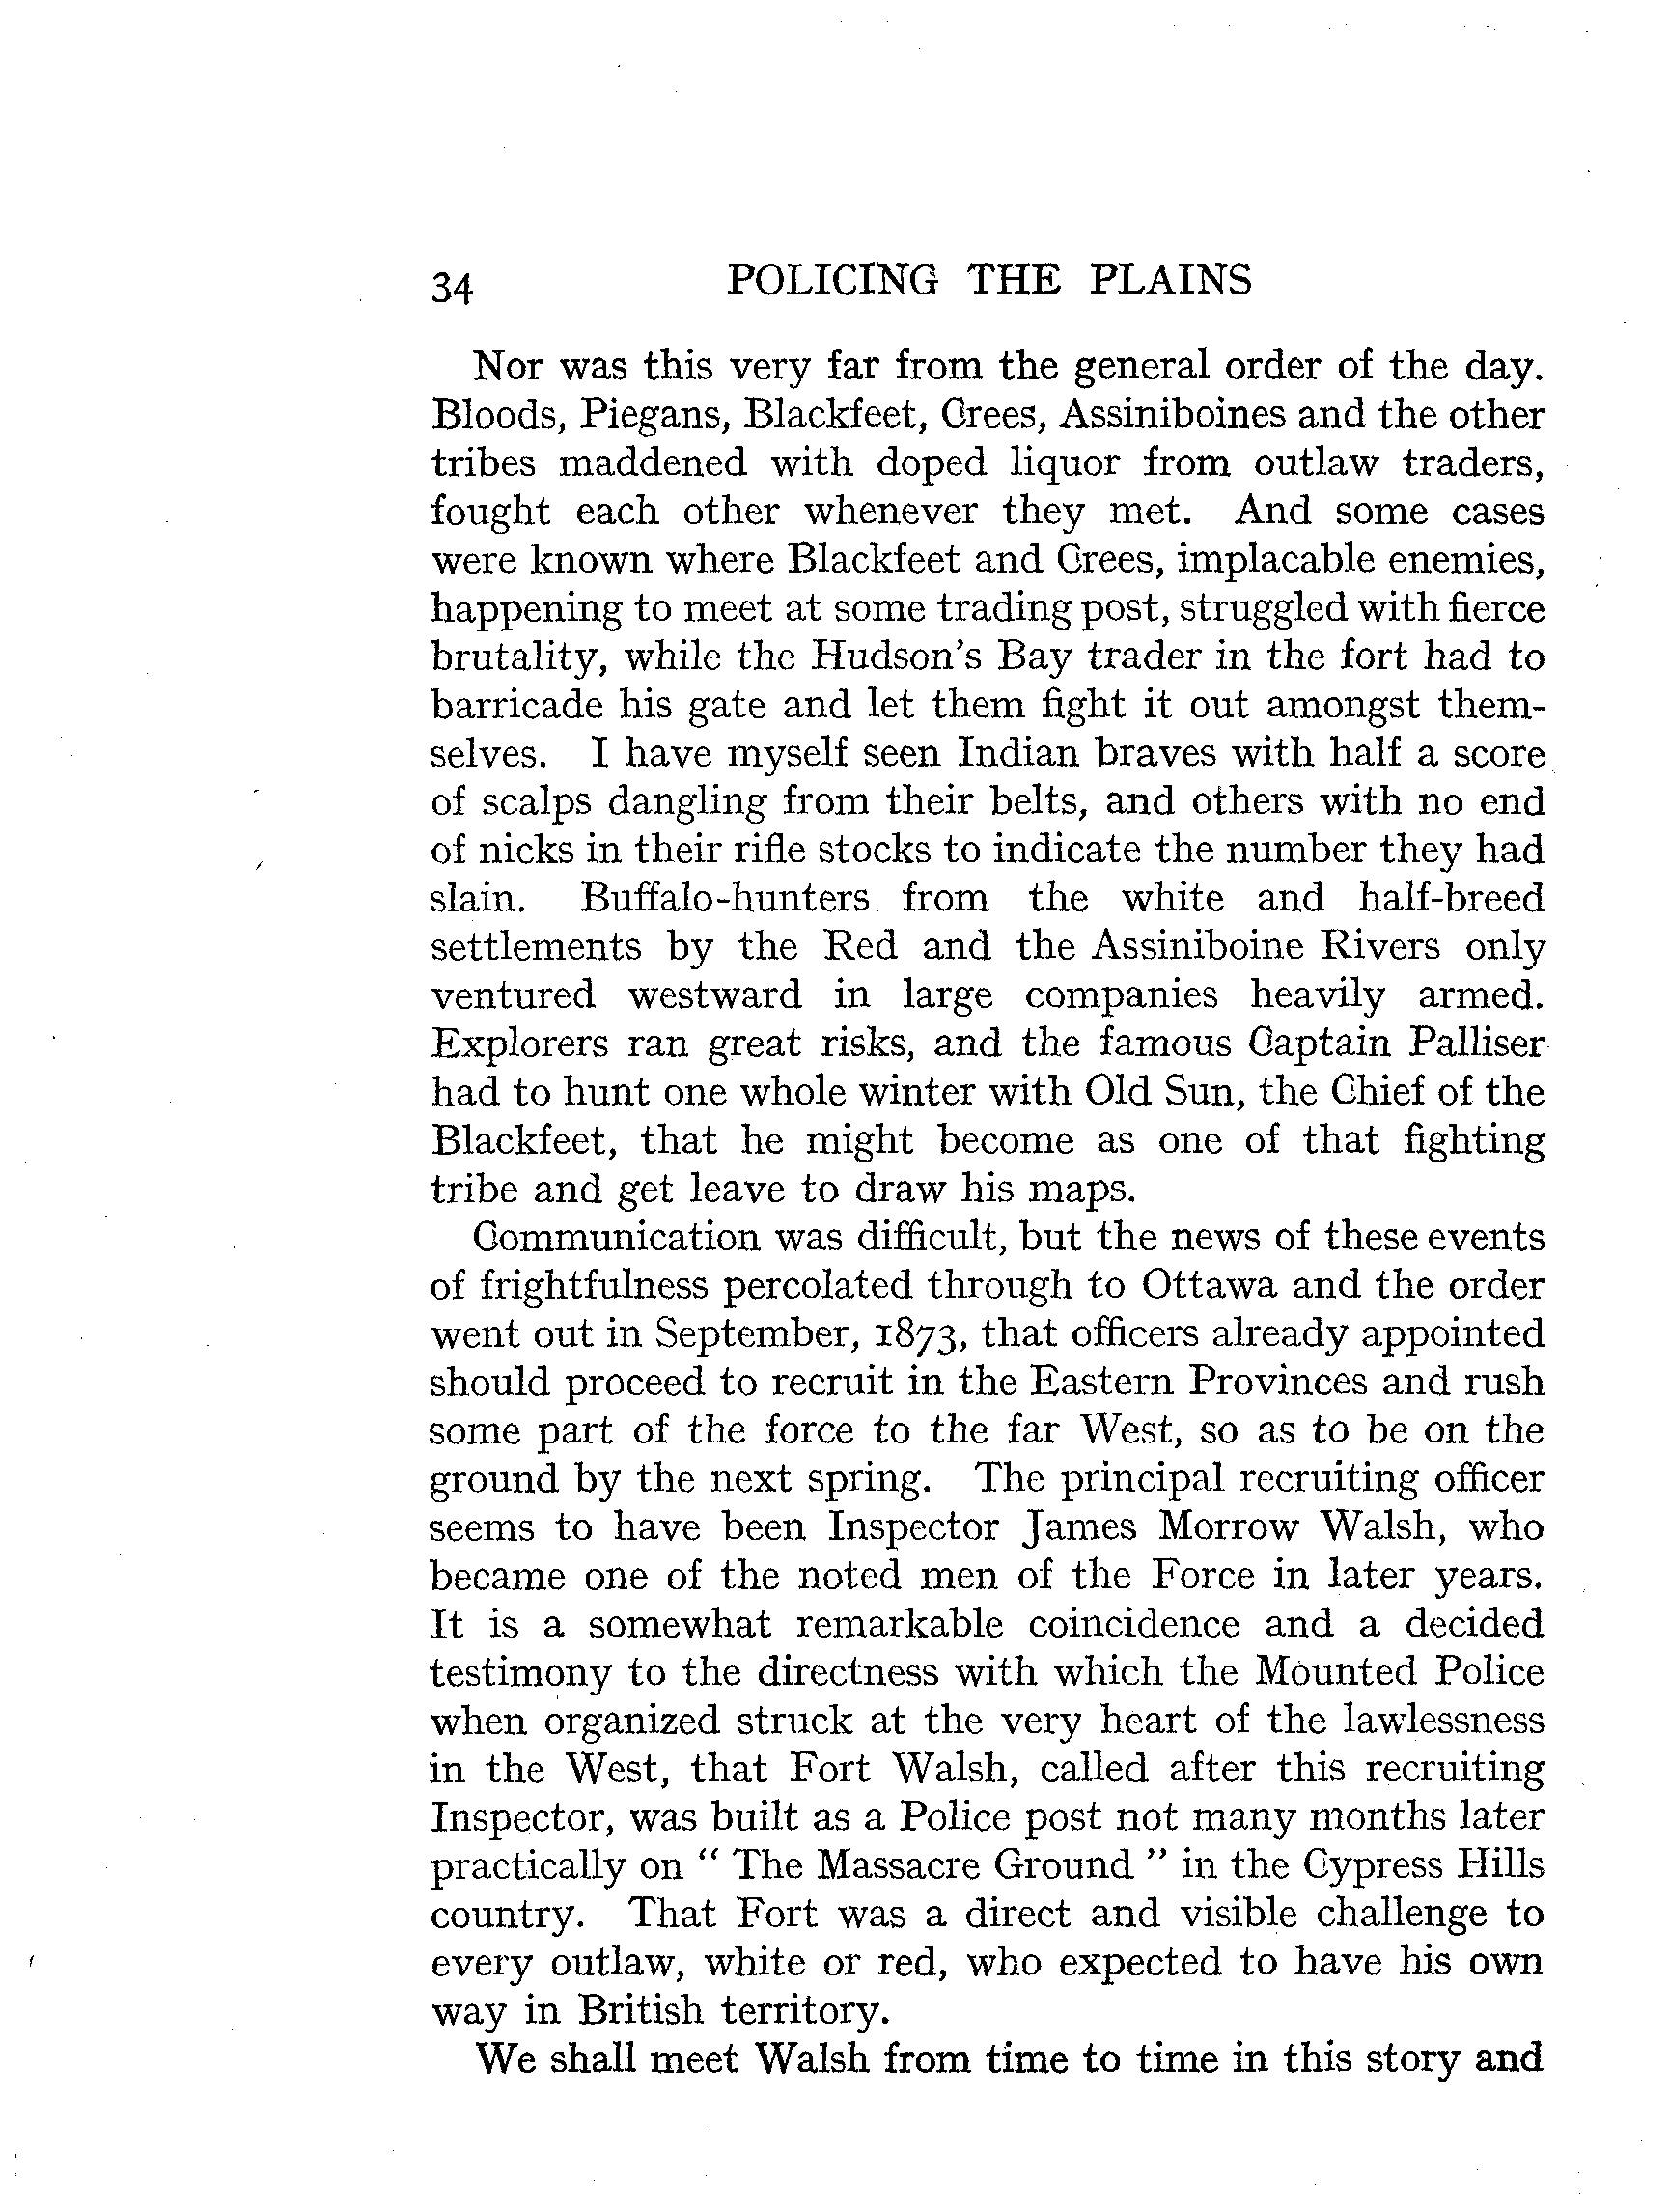 34 POLICING THE PLAINS
Nor was this very far from the general order of the day.
Bloods, Piegans, Blackfeet, Crees, Assiniboines and the other
tribes maddened with doped liquor from outlaw traders,
fought each other whenever they met. And some cases
were known where Blackfeet and Crees, implacable enemies,
happening to meet at some trading post, struggled with fierce
brutality, while the Hudson's Bay trader in the fort had to
barricade his gate and let them fight it out amongst them-
selves. I have myself seen Indian braves with half a score
of scalps dangling from their belts, and others with no end
of nicks in their rifle stocks to indicate the number they had
slain. Buffalo-hunters from the white and half-breed
settlements by the Red and the Assiniboine Rivers only
ventured westward in large companies heavily armed.
Explorers ran great risks, and the famous Captain Palliser
had to hunt one whole winter with Old Sun, the Chief of the
Blackfeet, that he might become as one of that fighting
tribe and get leave to draw his maps.
Communication was difficult, but the news of these events
of frightfulness percolated through to Ottawa and the order
went out in September, 1873, that officers already appointed
should proceed to recruit in the Eastern Provinces and rush
some part of the force to the far West, so as to be on the
ground by the next spring. The principal recruiting officer
seems to have been Inspector James Morrow Walsh, who
became one of the noted men of the Force in later years.
It is a somewhat remarkable coincidence and a decided
testimony to the directness with which the Mounted Police
when organized struck at the very heart of the lawlessness
in the West, that Fort Walsh, called after this recruiting
Inspector, was built as a Police post not many months later
practically on " The Massacre Ground " in the Cypress Hills
country. That Fort was a direct and visible challenge to
every outlaw, white or red, who expected to have his own
way in British territory.
We shall meet Walsh from time to time in this story and